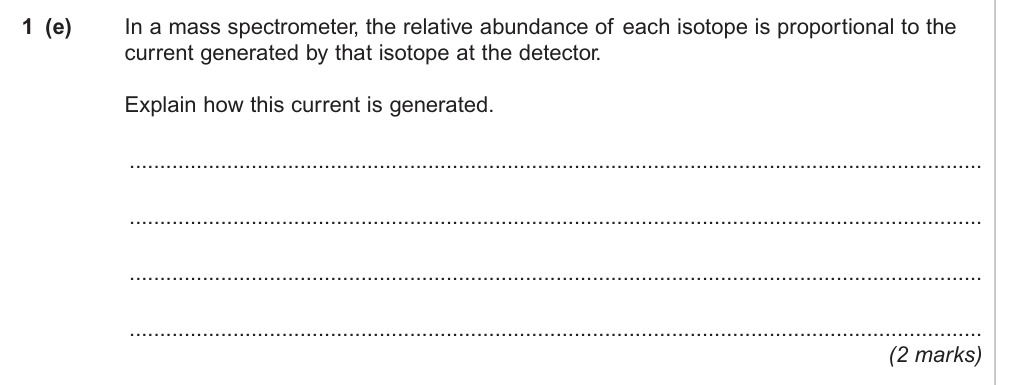 1 (e) In a mass spectrometer, the relative abundance of each isotope is proportional to the
current generated by that isotope at the detector.
Explain how this current is generated.
....................................................................................................................................
....................................................................................................................................
....................................................................................................................................
....................................................................................................................................
(2 marks)